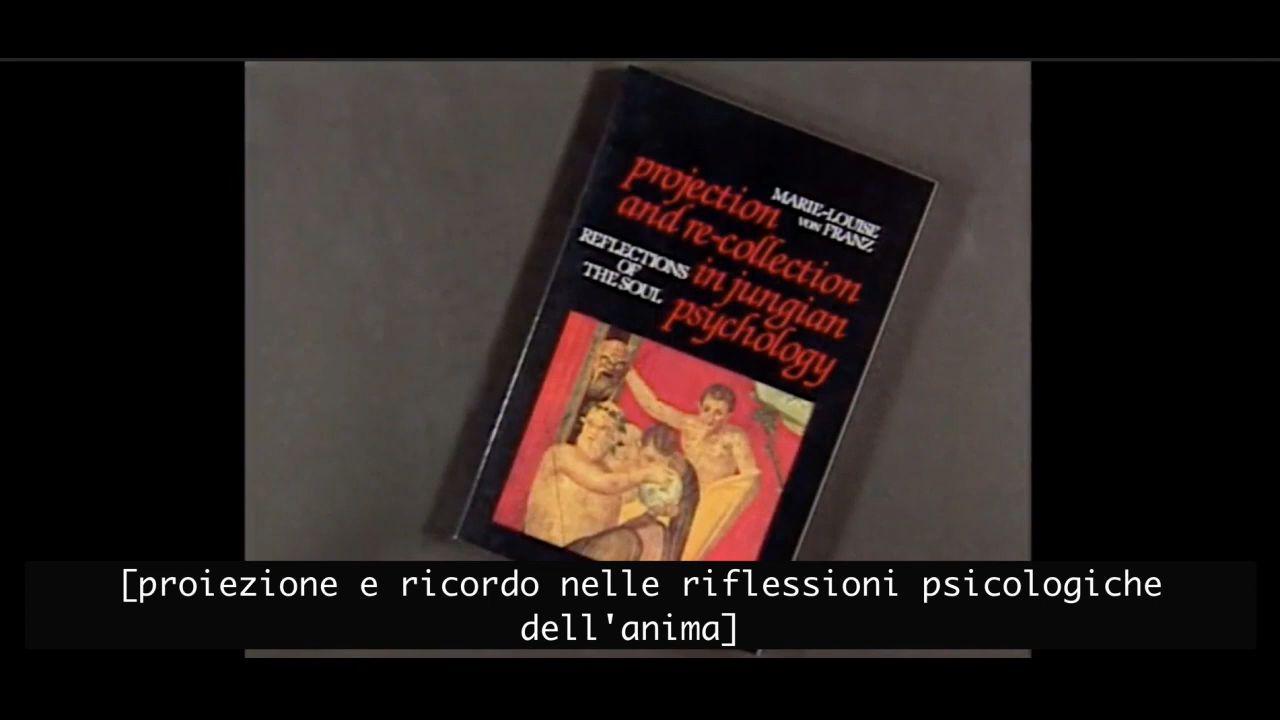 projection
MARIE-LOUISE
VON FRANZ
and re-collection
REFLECTIONS
OF
THE SOUL
in jungian
psychology
[proiezione e ricordo nelle riflessioni psicologiche
dell'anima]